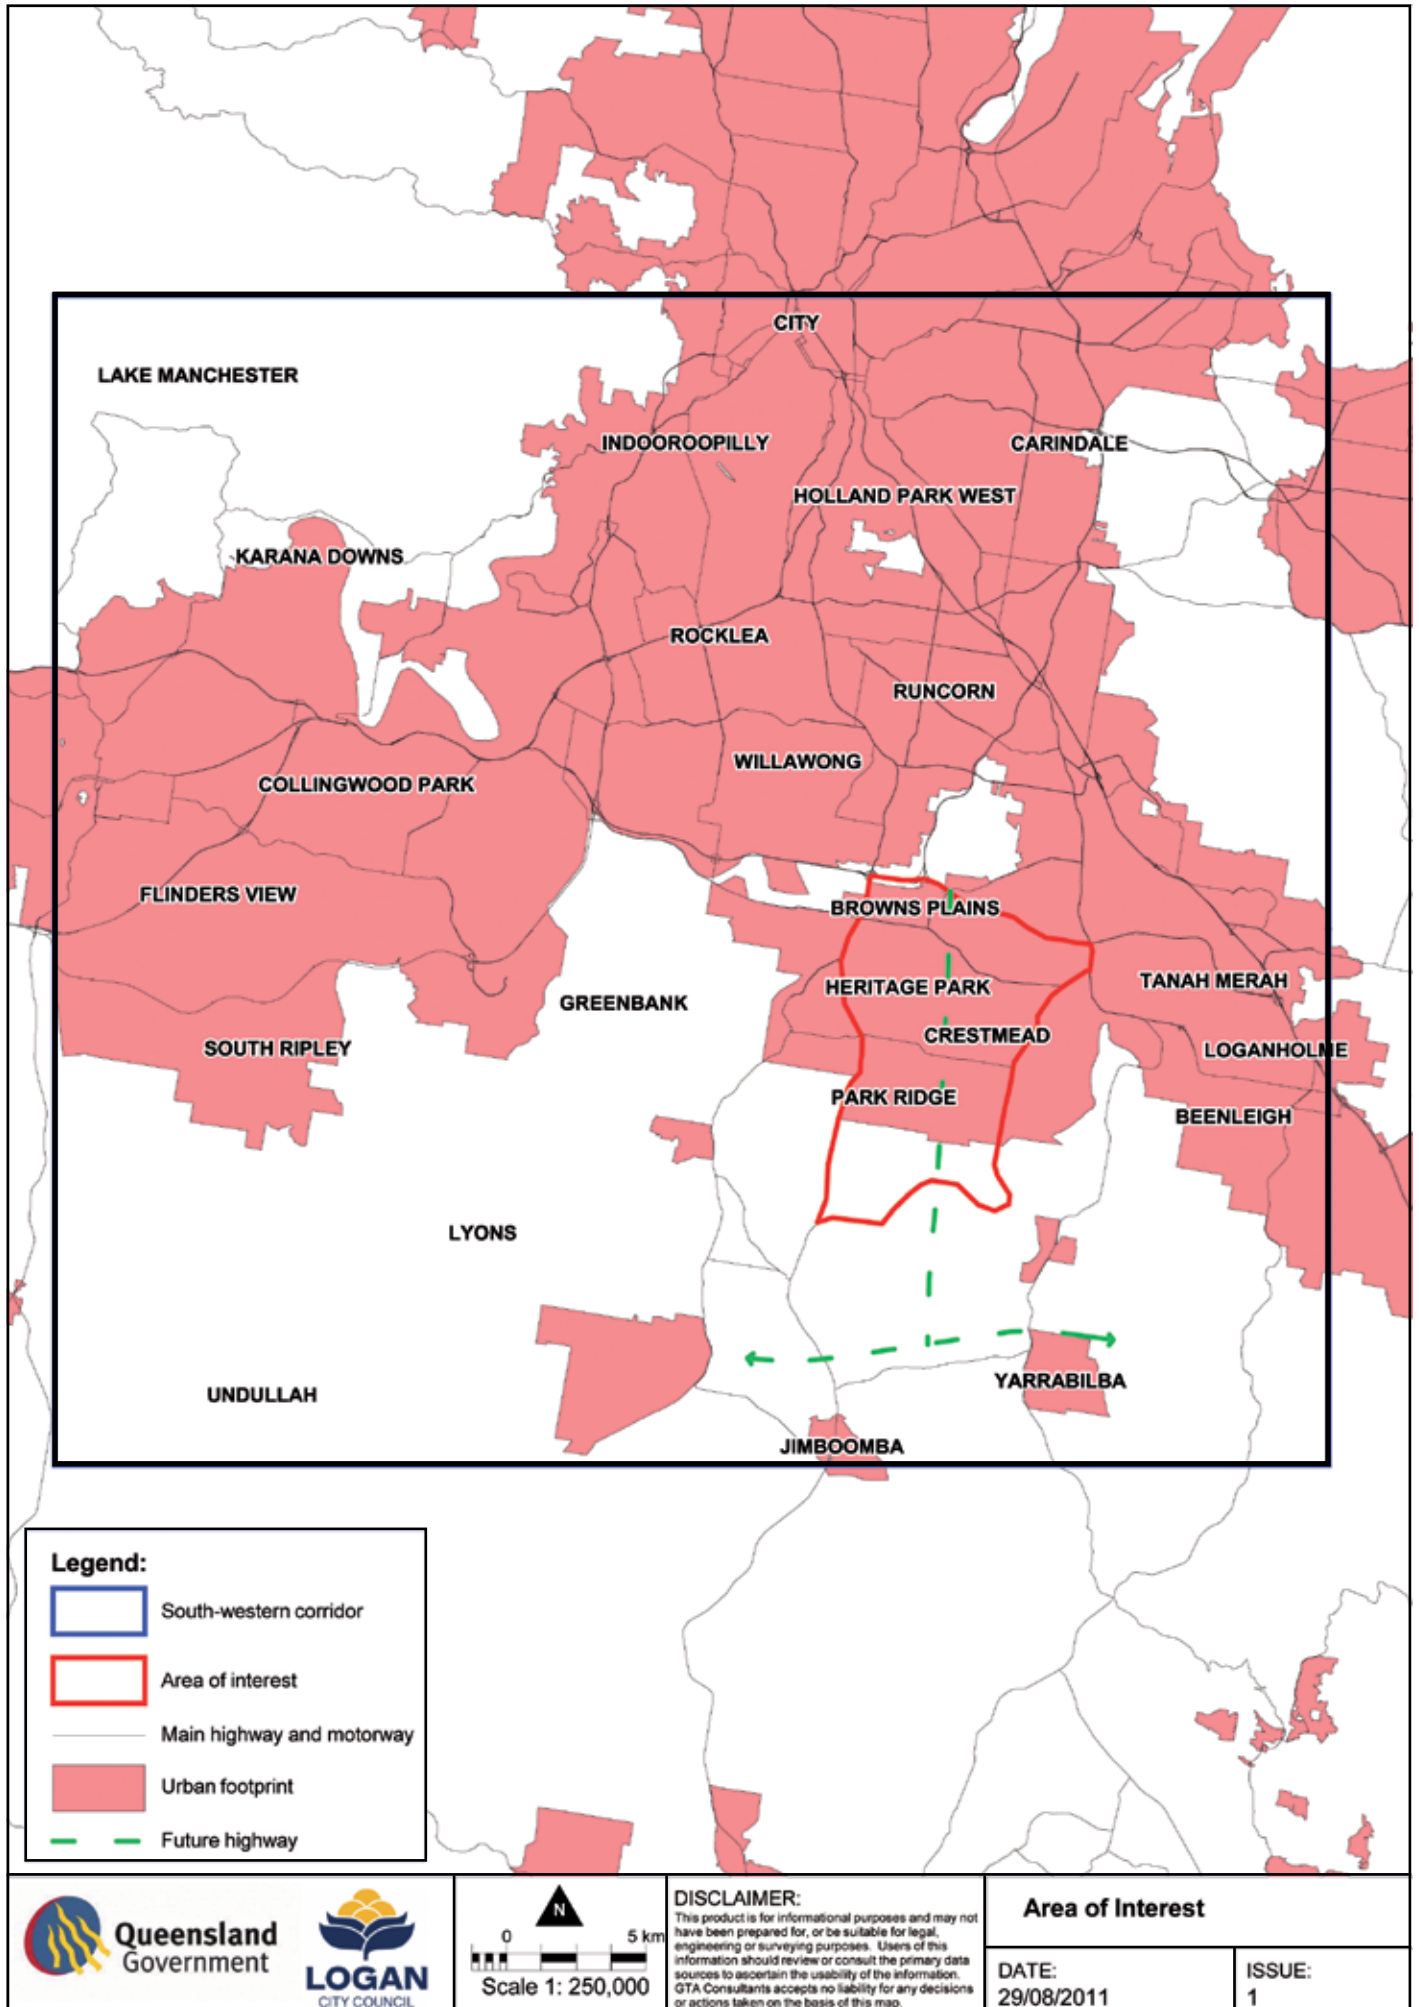 CITY
LAKE MANCHESTER
INDOOROOPILLY
CARINDALE
HOLLAND PARK WEST
KARANA DOWNS
ROCKLEA
RUNCORN
WILLAWONG
COLLINGWOOD PARK
FLINDERS VIEW
BROWNS PLAINS
TANAH MERAH
HERITAGE PARK
GREENBANK
CRESTMEAD
SOUTH RIPLEY
LOGANHOLME
PARK RIDGE
BEENLEIGH
LYONS
YARRABILBA
UNDULLAH
JIMBOOMBA
Legend:
South-western corridor
Area of interest
Main highway and motorway
Urban footprint
Future highway
Queensland
Government
LOGAN
CITY COUNCIL
N
0 5 km
Scale 1: 250,000
DISCLAIMER:
This product is for informational purposes and may not
have been prepared for, or be suitable for legal,
engineering or surveying purposes. Users of this
information should review or consult the primary data
sources to ascertain the usability of the information.
GTA Consultants accepts no liability for any decisions
or actions taken on the basis of this map.
Area of Interest
DATE:
29/08/2011
ISSUE:
1